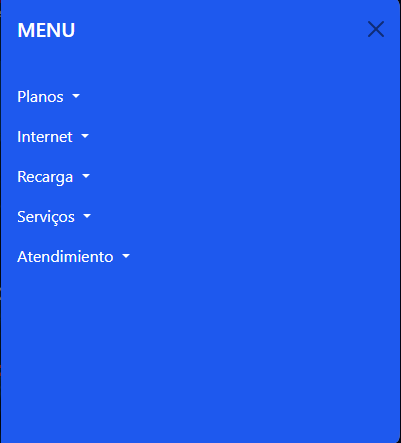 MENU
Planos
Internet
Recarga
Serviços
Atendimiento